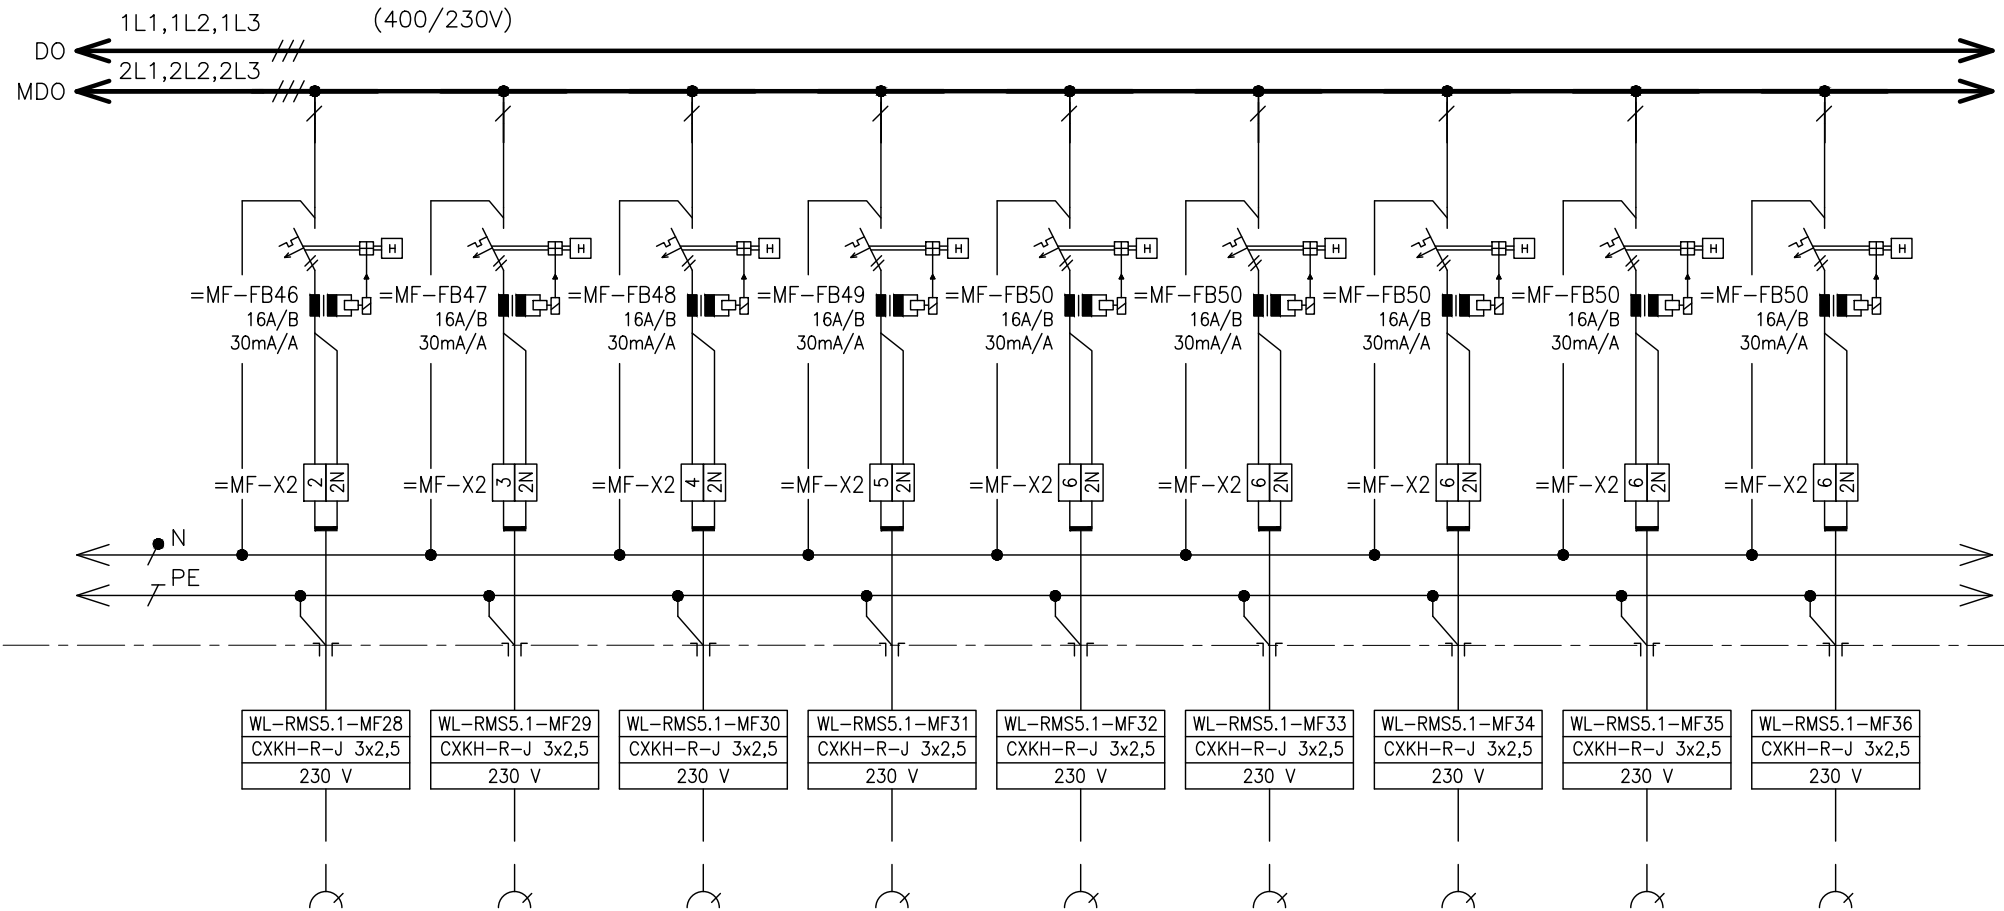 1L1,1L2,1L3 (400/230V)
DO
2L1,2L2,2L3
MDO
H H H H H H H H H
=MF-FB46 =MF-FB47 =MF-FB48 =MF-FB49 =MF-FB50 =MF-FB50 =MF-FB50 =MF-FB50 =MF-FB50
16A/B 16A/B 16A/B 16A/B 16A/B 16A/B 16A/B 16A/B 16A/B
30mA/A 30mA/A 30mA/A 30mA/A 30mA/A 30mA/A 30mA/A 30mA/A 30mA/A
=MF-X2 2 2N =MF-X2 3 2N =MF-X2 4 2N =MF-X2 5 2N =MF-X2 6 2N =MF-X2 6 2N =MF-X2 6 2N =MF-X2 6 2N =MF-X2 6 2N
N
PE
WL-RMS5.1-MF28 WL-RMS5.1-MF29 WL-RMS5.1-MF30 WL-RMS5.1-MF31 WL-RMS5.1-MF32 WL-RMS5.1-MF33 WL-RMS5.1-MF34 WL-RMS5.1-MF35 WL-RMS5.1-MF36
CXKH-R-J 3x2,5 CXKH-R-J 3x2,5 CXKH-R-J 3x2,5 CXKH-R-J 3x2,5 CXKH-R-J 3x2,5 CXKH-R-J 3x2,5 CXKH-R-J 3x2,5 CXKH-R-J 3x2,5 CXKH-R-J 3x2,5
230 V 230 V 230 V 230 V 230 V 230 V 230 V 230 V 230 V